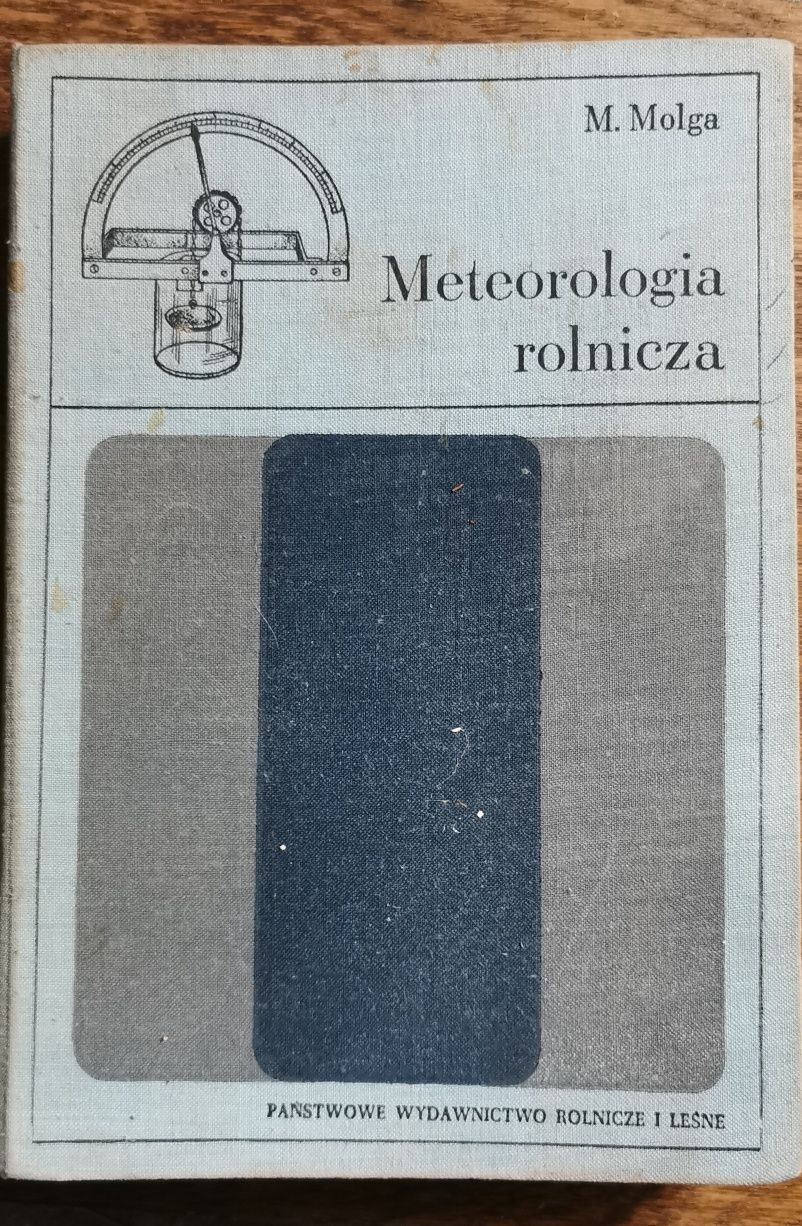 M. Molga
Meteorologia
rolnicza
PAŃSTWOWE WYDAWNICTWO ROLNICZE I LEŚNE